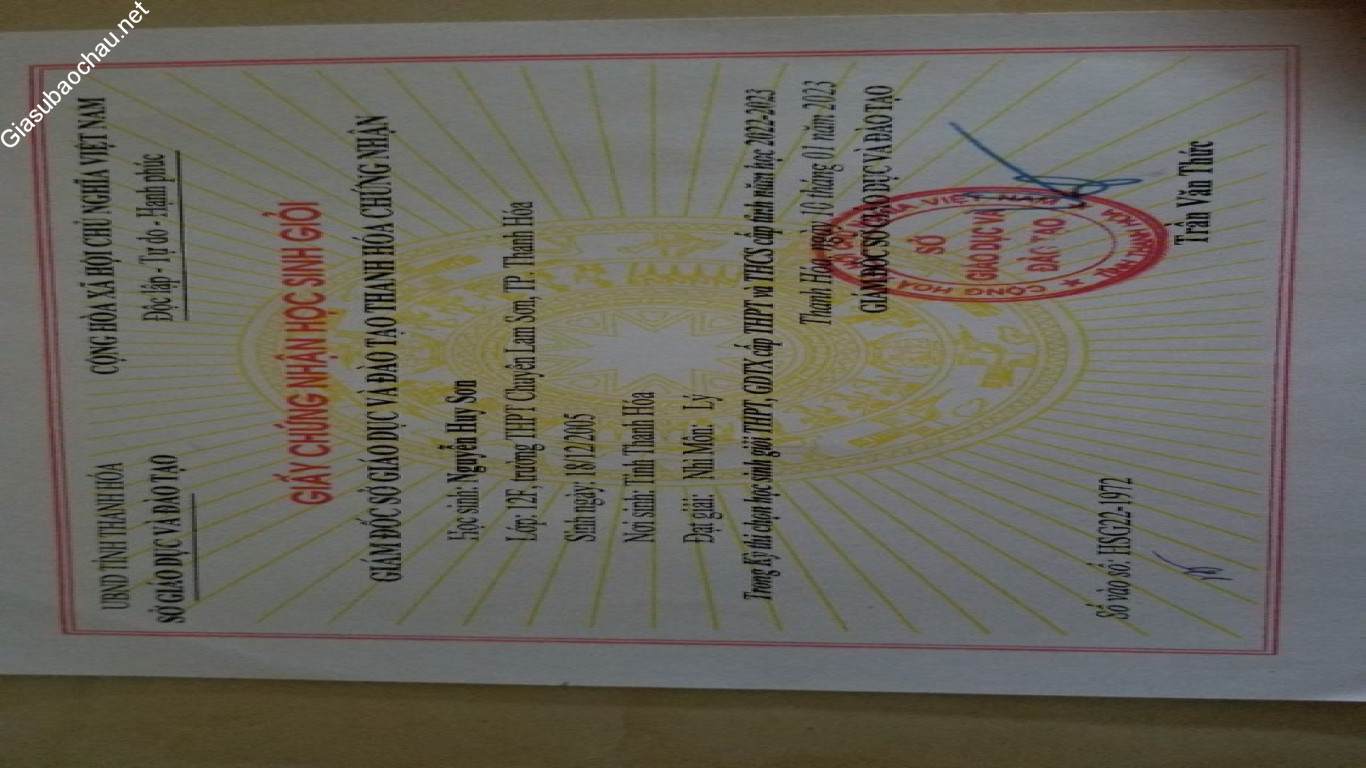 Giasubaochau.net
UBND TỈNH THANH HÓA
SỞ GIÁO DỤC VÀ ĐÀO TẠO
CỘNG HÒA XÃ HỘI CHỦ NGHĨA VIỆT NAM
Độc lập - Tự do - Hạnh phúc
GIẤY CHỨNG NHẬN HỌC SINH GIỎI
GIÁM ĐỐC SỞ GIÁO DỤC VÀ ĐÀO TẠO THANH HÓA CHỨNG NHẬN
Học sinh: Nguyễn Huy Sơn
Lớp: 12F, trường THPT Chuyên Lam Sơn, TP. Thanh Hóa
Sinh ngày: 18/12/2005
Nơi sinh: Tỉnh Thanh Hóa
Đạt giải: Nhì Môn: Lý
Trong Kỳ thi chọn học sinh giỏi THPT, GDTX cấp THPT và THCS cấp tỉnh năm học 2022-2023
Thanh Hóa, ngày 10 tháng 01 năm 2023
GIÁM ĐỐC SỞ GIÁO DỤC VÀ ĐÀO TẠO
SỞ
GIÁO DỤC VÀ
ĐÀO TẠO
Trần Văn Thức
Số vào sổ: HSG22-1972